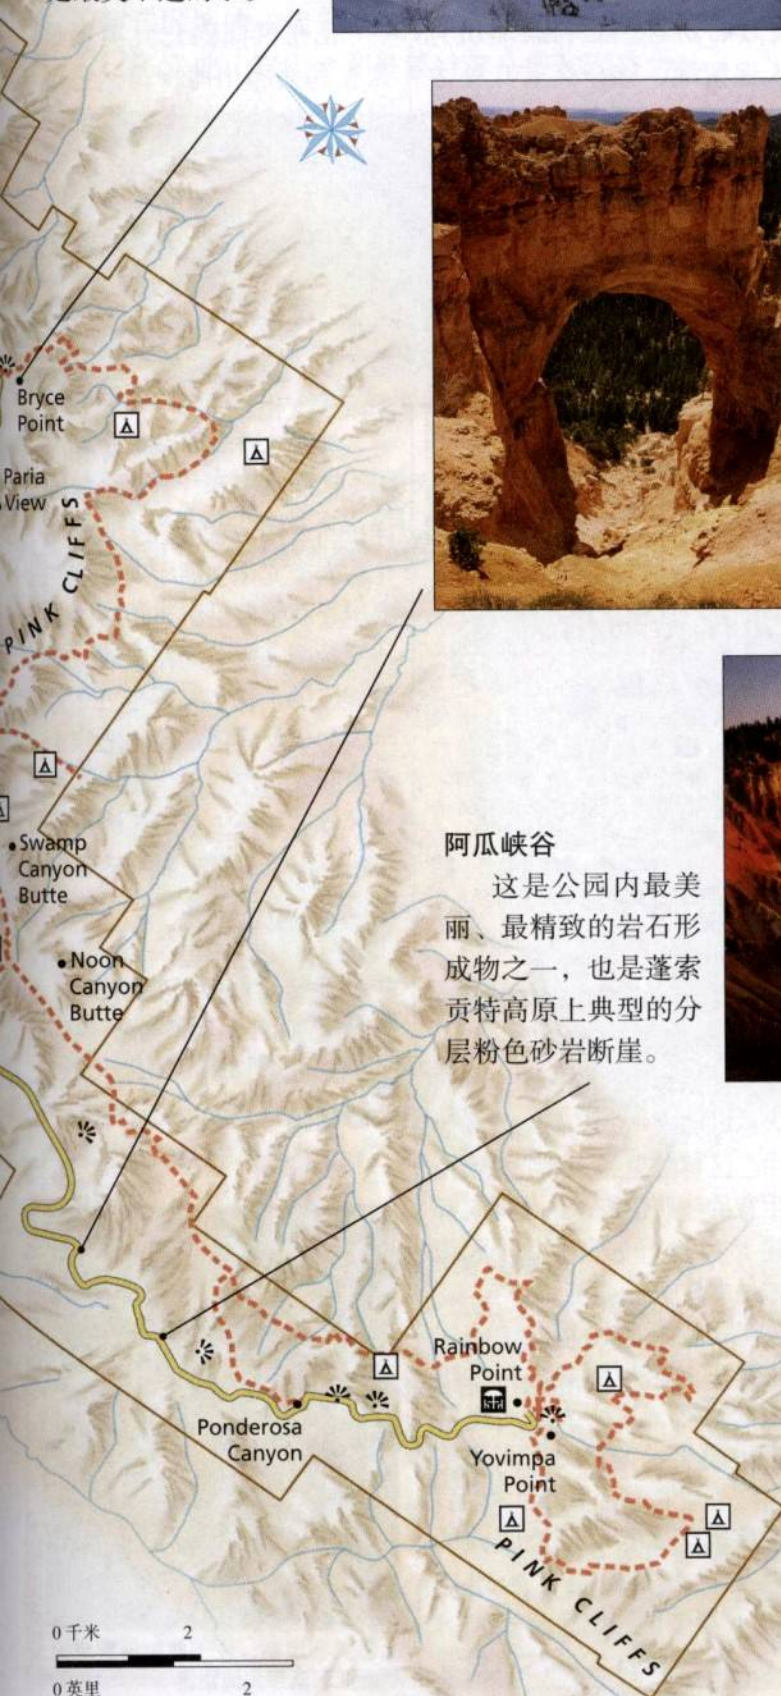 Bryce
Point
Paria
View
PINK CLIFFS
Swamp
Canyon
Butte
Noon
Canyon
Butte
阿瓜峡谷
这是公园内最美
丽、最精致的岩石形
成物之一，也是蓬索
贡特高原上典型的分
层粉色砂岩断崖。
Rainbow
Point
Ponderosa
Canyon
Yovimpa
Point
PINK CLIFFS
0 千米 2
0 英里 2